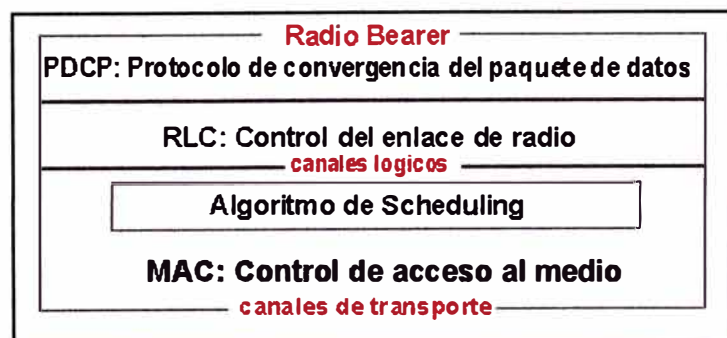 Radio Bearer
PDCP: Protocolo de convergencia del paquete de datos
RLC: Control del enlace de radio
canales logicos
Algoritmo de Scheduling
MAC: Control de acceso al medio
canales de transporte